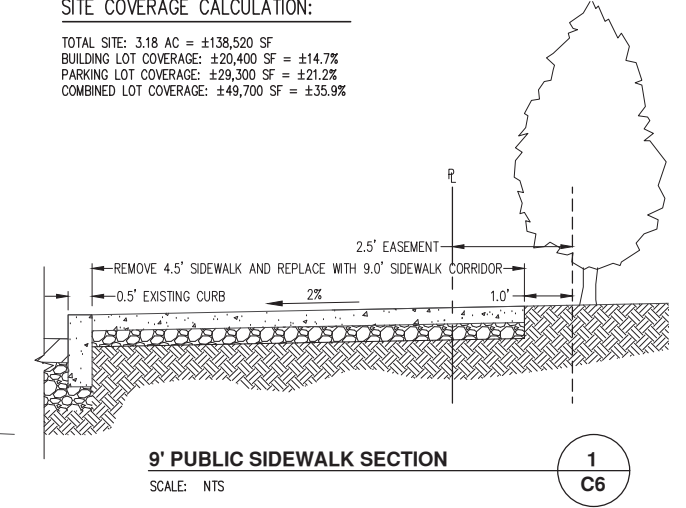 SITE COVERAGE CALCULATION:
TOTAL SITE: 3.18 AC = ±138,520 SF
BUILDING LOT COVERAGE: ±20,400 SF = ±14.7%
PARKING LOT COVERAGE: ±29,300 SF = ±21.2%
COMBINED LOT COVERAGE: ±49,700 SF = ±35.9%
PL
2.5' EASEMENT
REMOVE 4.5' SIDEWALK AND REPLACE WITH 9.0' SIDEWALK CORRIDOR
0.5' EXISTING CURB 2% 1.0'
9' PUBLIC SIDEWALK SECTION 1
SCALE: NTS C6